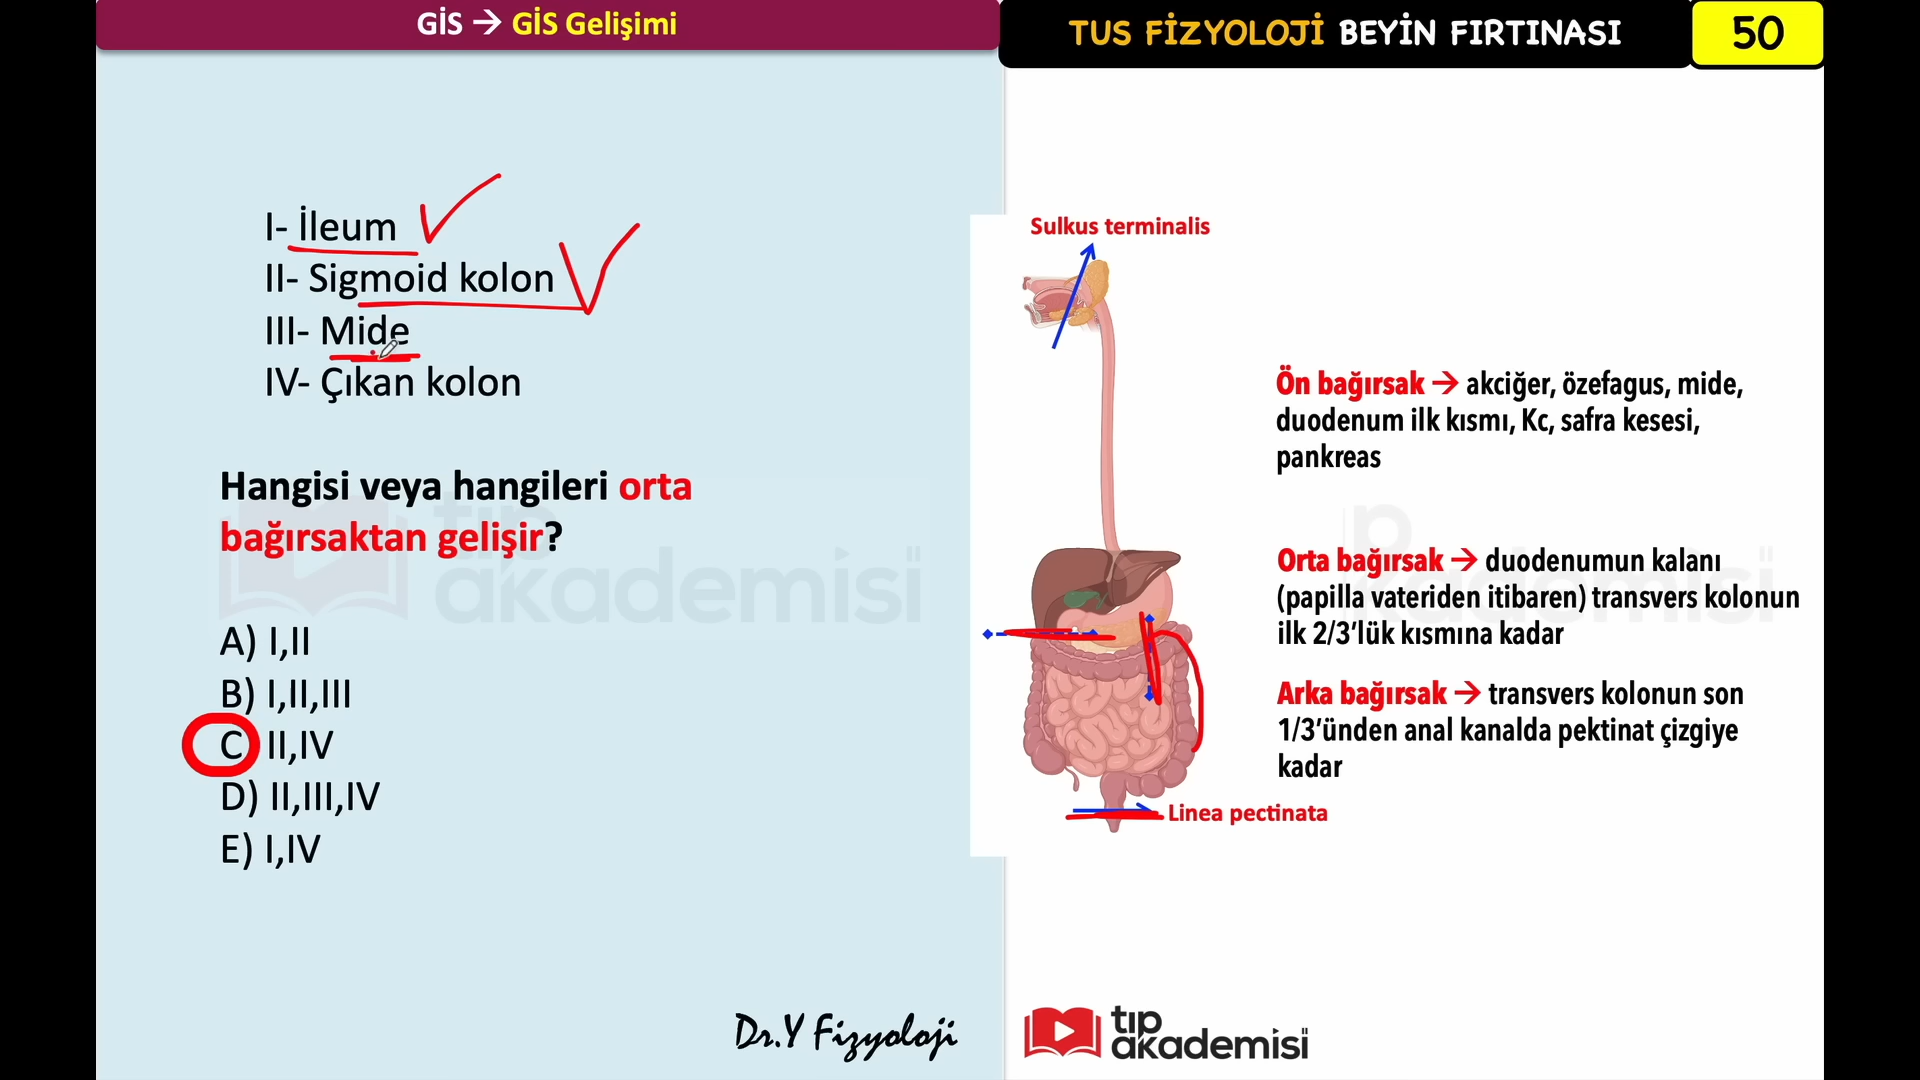 GİS → GİS Gelişimi
TUS FİZYOLOJİ BEYİN FIRTINASI
50
I- İleum
II- Sigmoid kolon
III- Mide
IV- Çıkan kolon
Hangisi veya hangileri orta
bağırsaktan gelişir?
A) I,II
B) I,II,III
C) II,IV
D) II,III,IV
E) I,IV
tıp
akademisi
Dr.Y Fizyoloji
Sulkus terminalis
Ön bağırsak → akciğer, özefagus, mide,
duodenum ilk kısmı, Kc, safra kesesi,
pankreas
Orta bağırsak → duodenumun kalanı
(papilla vateriden itibaren) transvers kolonun
ilk 2/3'lük kısmına kadar
Arka bağırsak → transvers kolonun son
1/3'ünden anal kanalda pektinat çizgiye
kadar
Linea pectinata
tıp
akademisi